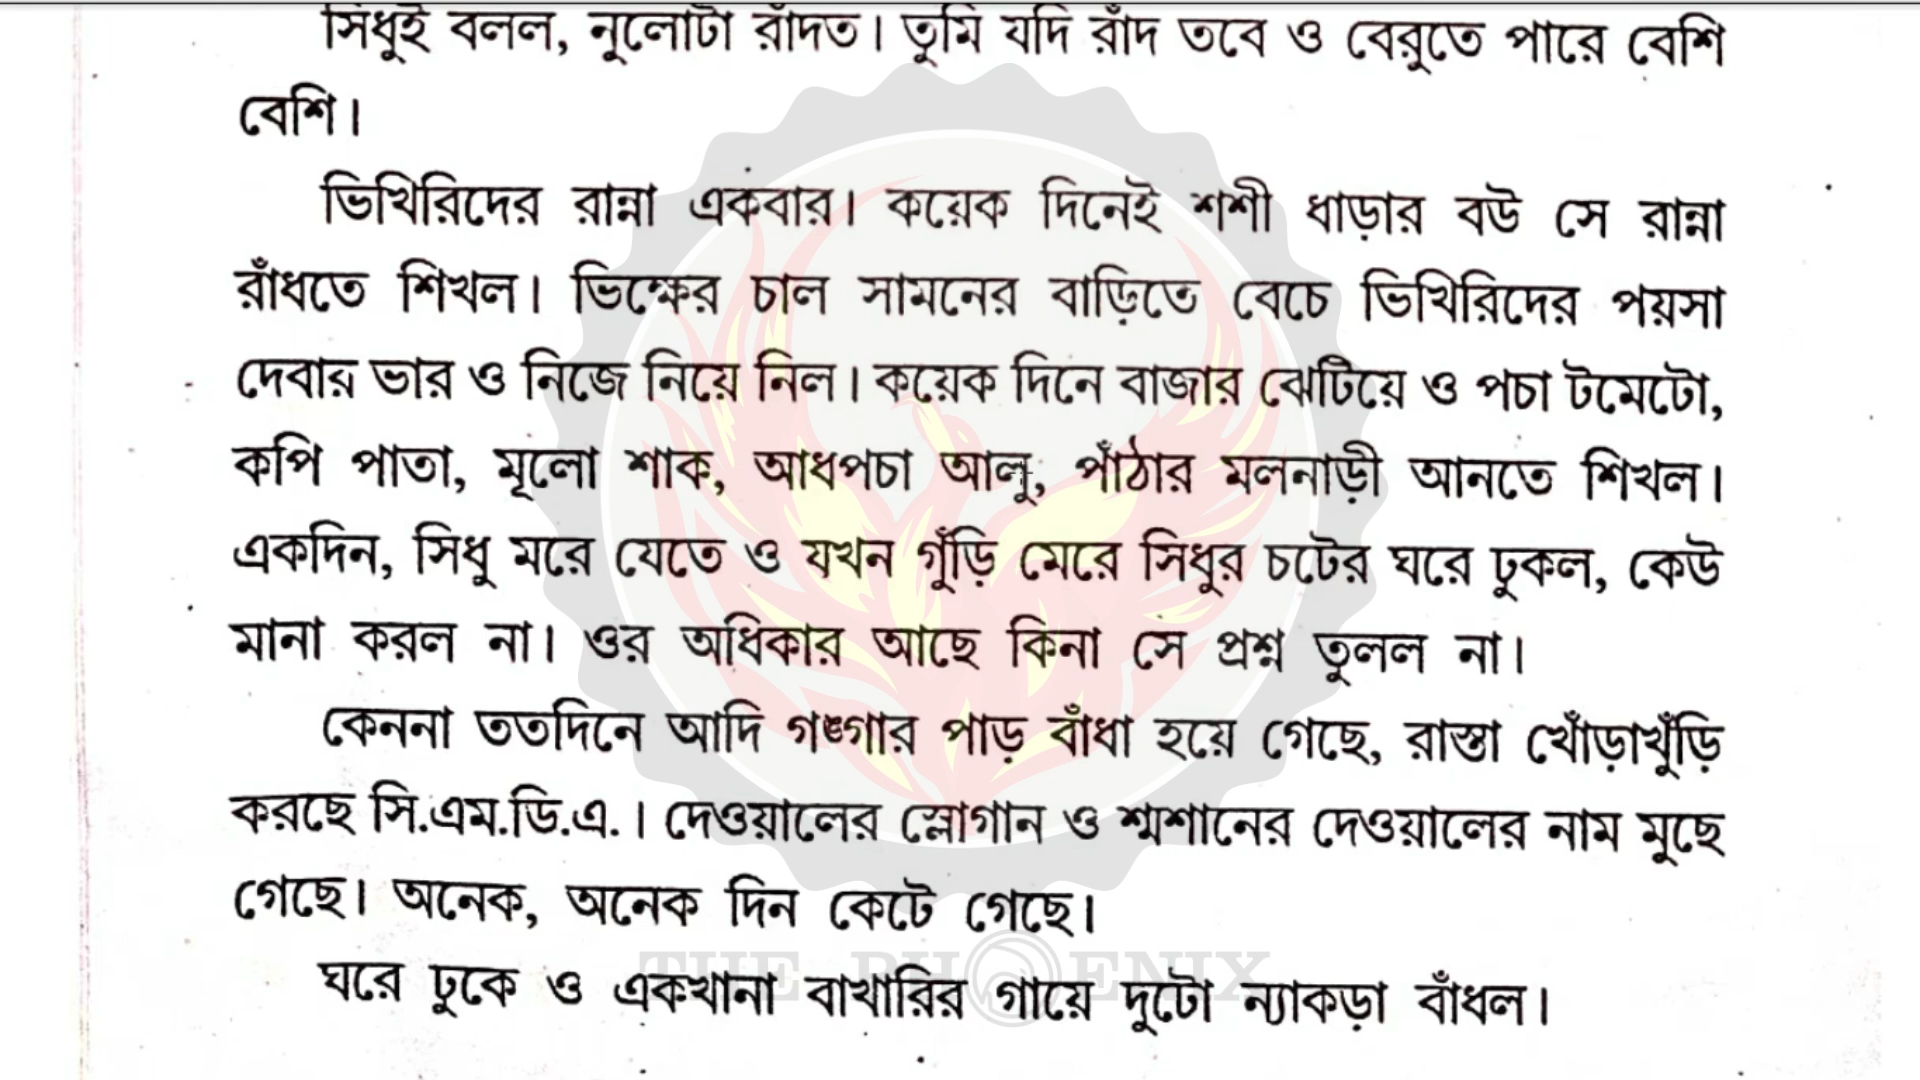 সিধুই বলল, নুলোটা রাঁদত। তুমি যদি রাঁদ তবে ও বেরুতে পারে বেশি
বেশি।
ভিখিরিদের রান্না একবার। কয়েক দিনেই শশী ধাড়ার বউ সে রান্না
রাঁধতে শিখল। ভিক্ষের চাল সামনের বাড়িতে বেচে ভিখিরিদের পয়সা
দেবার ভার ও নিজে নিয়ে নিল। কয়েক দিনে বাজার ঝেটিয়ে ও পচা টমেটো,
কপি পাতা, মূলো শাক, আধপচা আলু, পাঁঠার মলনাড়ী আনতে শিখল।
একদিন, সিধু মরে যেতে ও যখন গুঁড়ি মেরে সিধুর চটের ঘরে ঢুকল, কেউ
মানা করল না। ওর অধিকার আছে কিনা সে প্রশ্ন তুলল না।
কেননা ততদিনে আদি গঙ্গার পাড় বাঁধা হয়ে গেছে, রাস্তা খোঁড়াখুঁড়ি
করছে সি.এম.ডি.এ.। দেওয়ালের স্লোগান ও শ্মশানের দেওয়ালের নাম মুছে
গেছে। অনেক, অনেক দিন কেটে গেছে।
THE PHOENIX
ঘরে ঢুকে ও একখানা বাখারির গায়ে দুটো ন্যাকড়া বাঁধল।